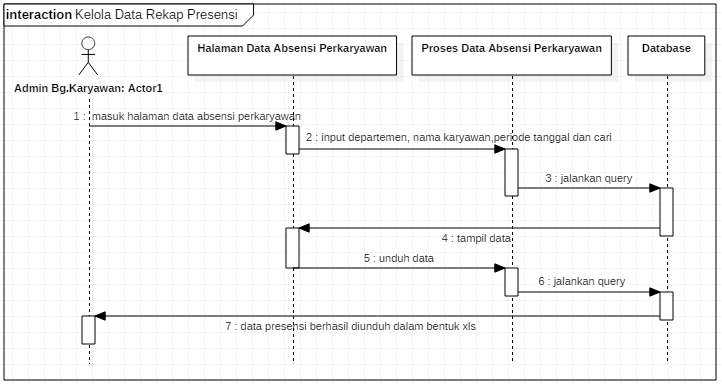 interaction Kelola Data Rekap Presensi
Halaman Data Absensi Perkaryawan
Proses Data Absensi Perkaryawan
Database
Admin Bg.Karyawan: Actor1
1 : masuk halaman data absensi perkaryawan
2 : input departemen, nama karyawan,periode tanggal dan cari
3 : jalankan query
4 : tampil data
5 : unduh data
6 : jalankan query
7 : data presensi berhasil diunduh dalam bentuk xls